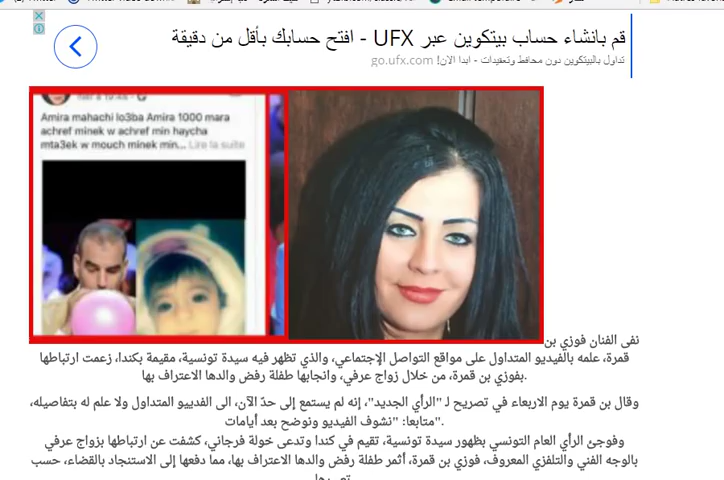 قم بانشاء حساب بيتكوين عبر UFX - افتح حسابك بأقل من دقيقة
تداول بالبيتكوين دون محافظ وتعقيدات - ابدا الان! go.ufx.com
Amira mahachi lo3ba Amira 1000 mara
achref minek w achref min haycha
mta3ek w mouch minek min... Lire la suite
نفى الفنان فوزي بن
قمرة، علمه بالفيديو المتداول على مواقع التواصل الإجتماعي، والذي تظهر فيه سيدة تونسية، مقيمة بكندا، زعمت ارتباطها
بفوزي بن قمرة، من خلال زواج عرفي، وانجابها طفلة رفض والدها الاعتراف بها.
وقال بن قمرة يوم الاربعاء في تصريح لـ "الرأي الجديد"، إنه لم يستمع إلى حدّ الآن، الى الفدييو المتداول ولا علم له بتفاصيله،
متابعا: "نشوف الفيديو ونوضح بعد أيامات".
وفوجئ الرأي العام التونسي بظهور سيدة تونسية، تقيم في كندا وتدعى خولة فرجاني، كشفت عن ارتباطها بزواج عرفي
بالوجه الفني والتلفزي المعروف، فوزي بن قمرة، أثمر طفلة رفض والدها الاعتراف بها، مما دفعها إلى الاستنجاد بالقضاء، حسب